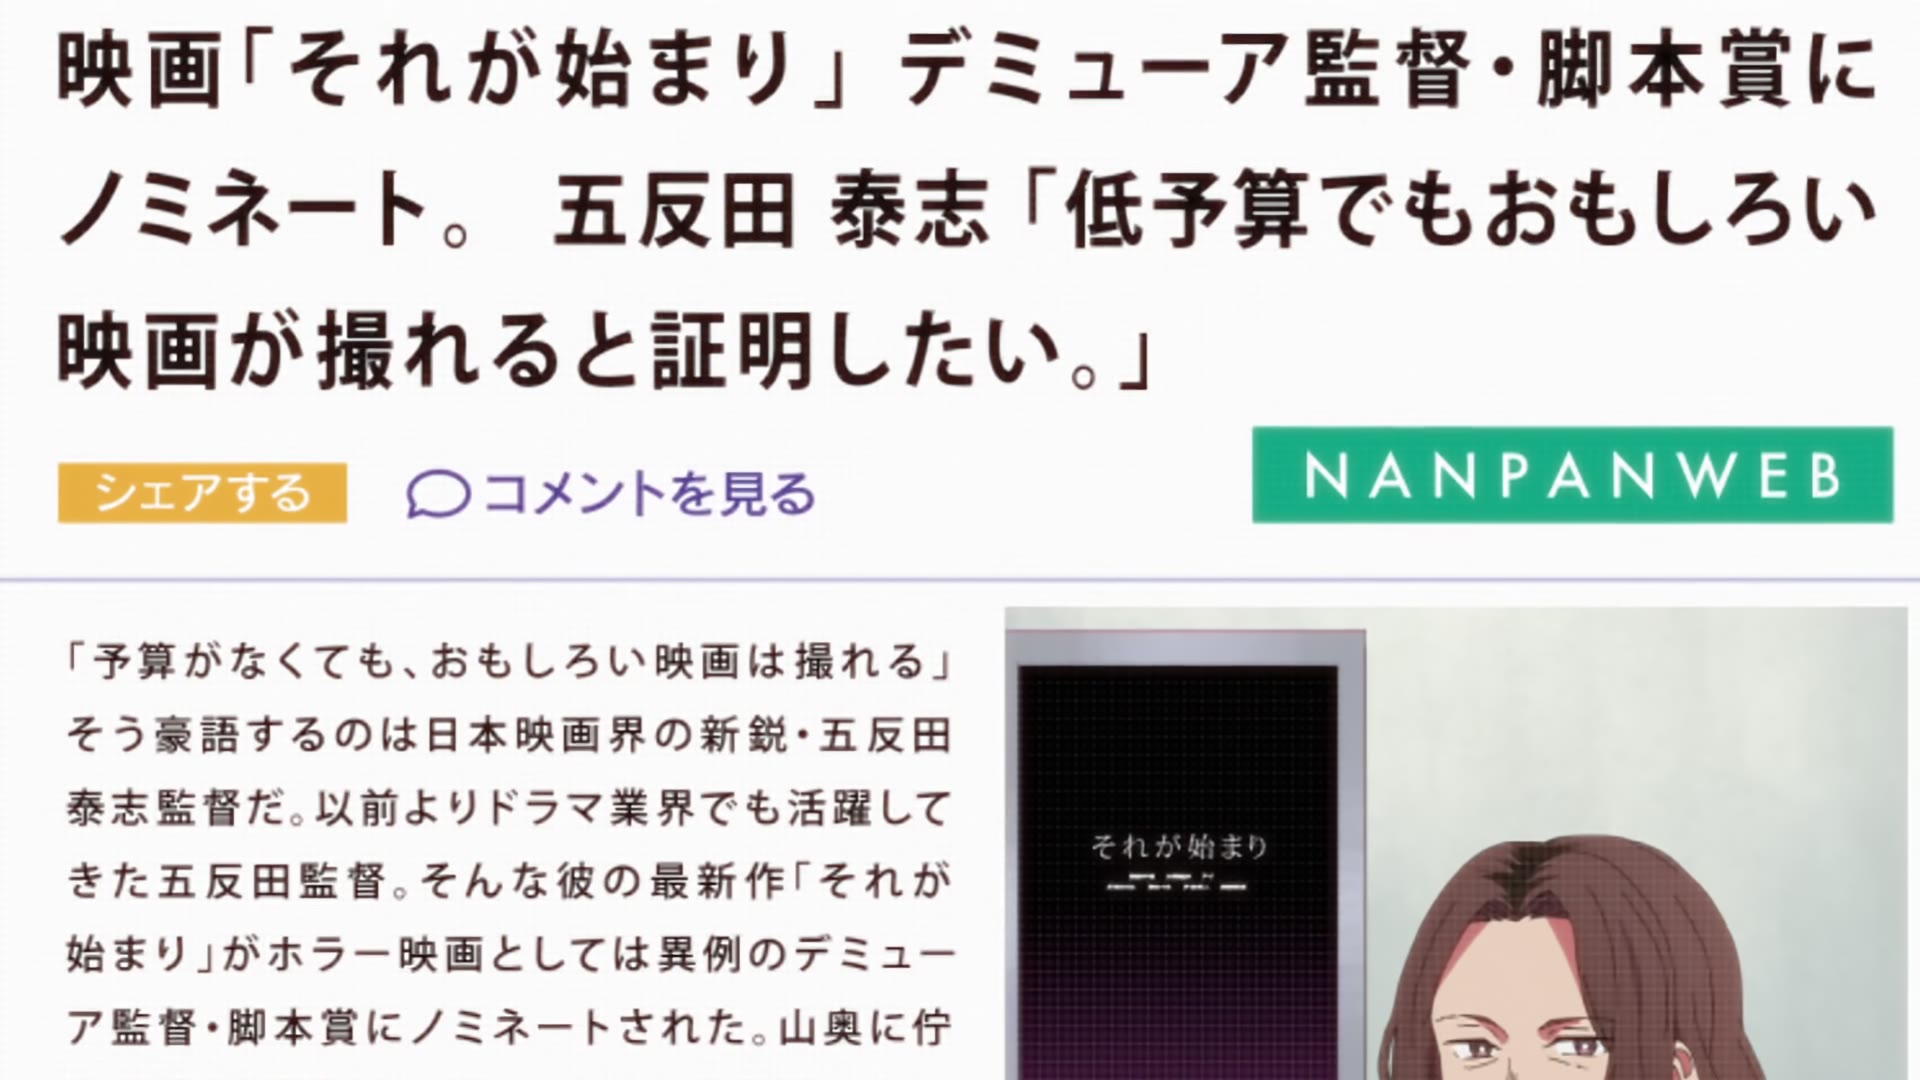 映画「それが始まり」デミューア監督・脚本賞に
ノミネート。 五反田 泰志「低予算でもおもしろい
映画が撮れると証明したい。」
シェアする コメントを見る
NANPANWEB
「予算がなくても、おもしろい映画は撮れる」
そう豪語するのは日本映画界の新鋭・五反田
泰志監督だ。以前よりドラマ業界でも活躍して
きた五反田監督。そんな彼の最新作「それが
始まり」がホラー映画としては異例のデミュー
ア監督・脚本賞にノミネートされた。山奥に佇
それが始まり